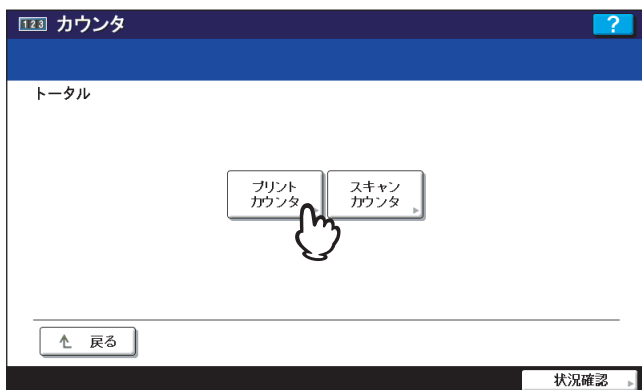 123 カウンタ
?
トータル
プリント
カウンタ
スキャン
カウンタ
戻る
状況確認